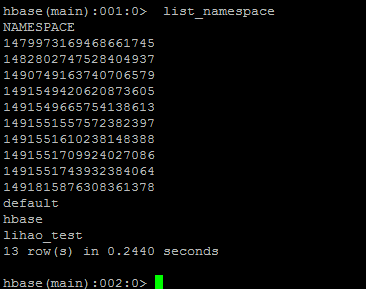 hbase(main):001:0>  list_namespace
NAMESPACE
1479973169468661745
1482802747528404937
1490749163740706579
1491549420620873605
1491549665754138613
1491551557572382397
1491551610238148388
1491551709924027086
1491551743932384064
1491815876308361378
default
hbase
lihao_test
13 row(s) in 0.2440 seconds
hbase(main):002:0>